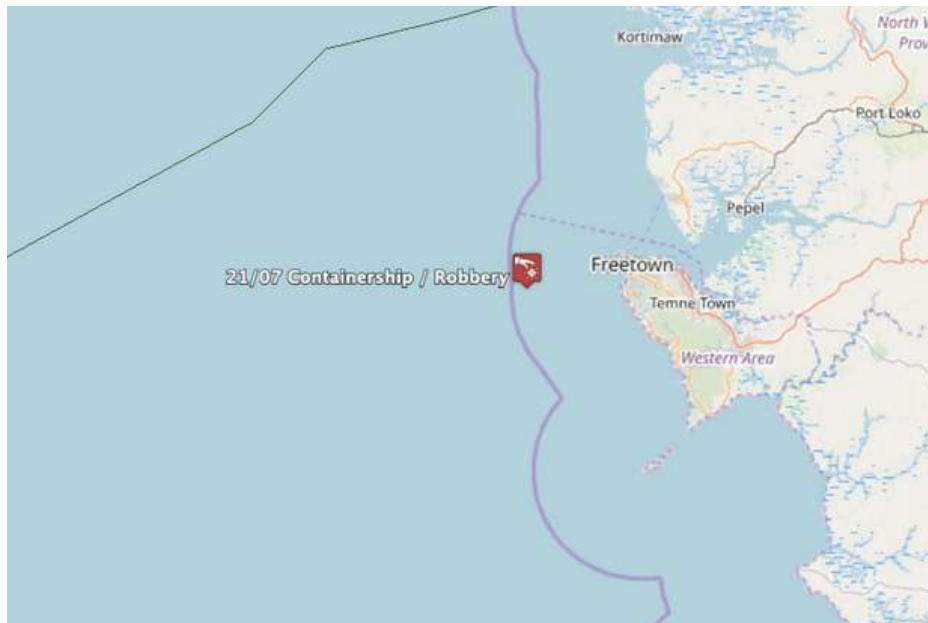 North W
Prov
Kortimaw
Port Loko
Pepel
21/07 Containership / Robbery
Freetown
Temne Town
Western Area